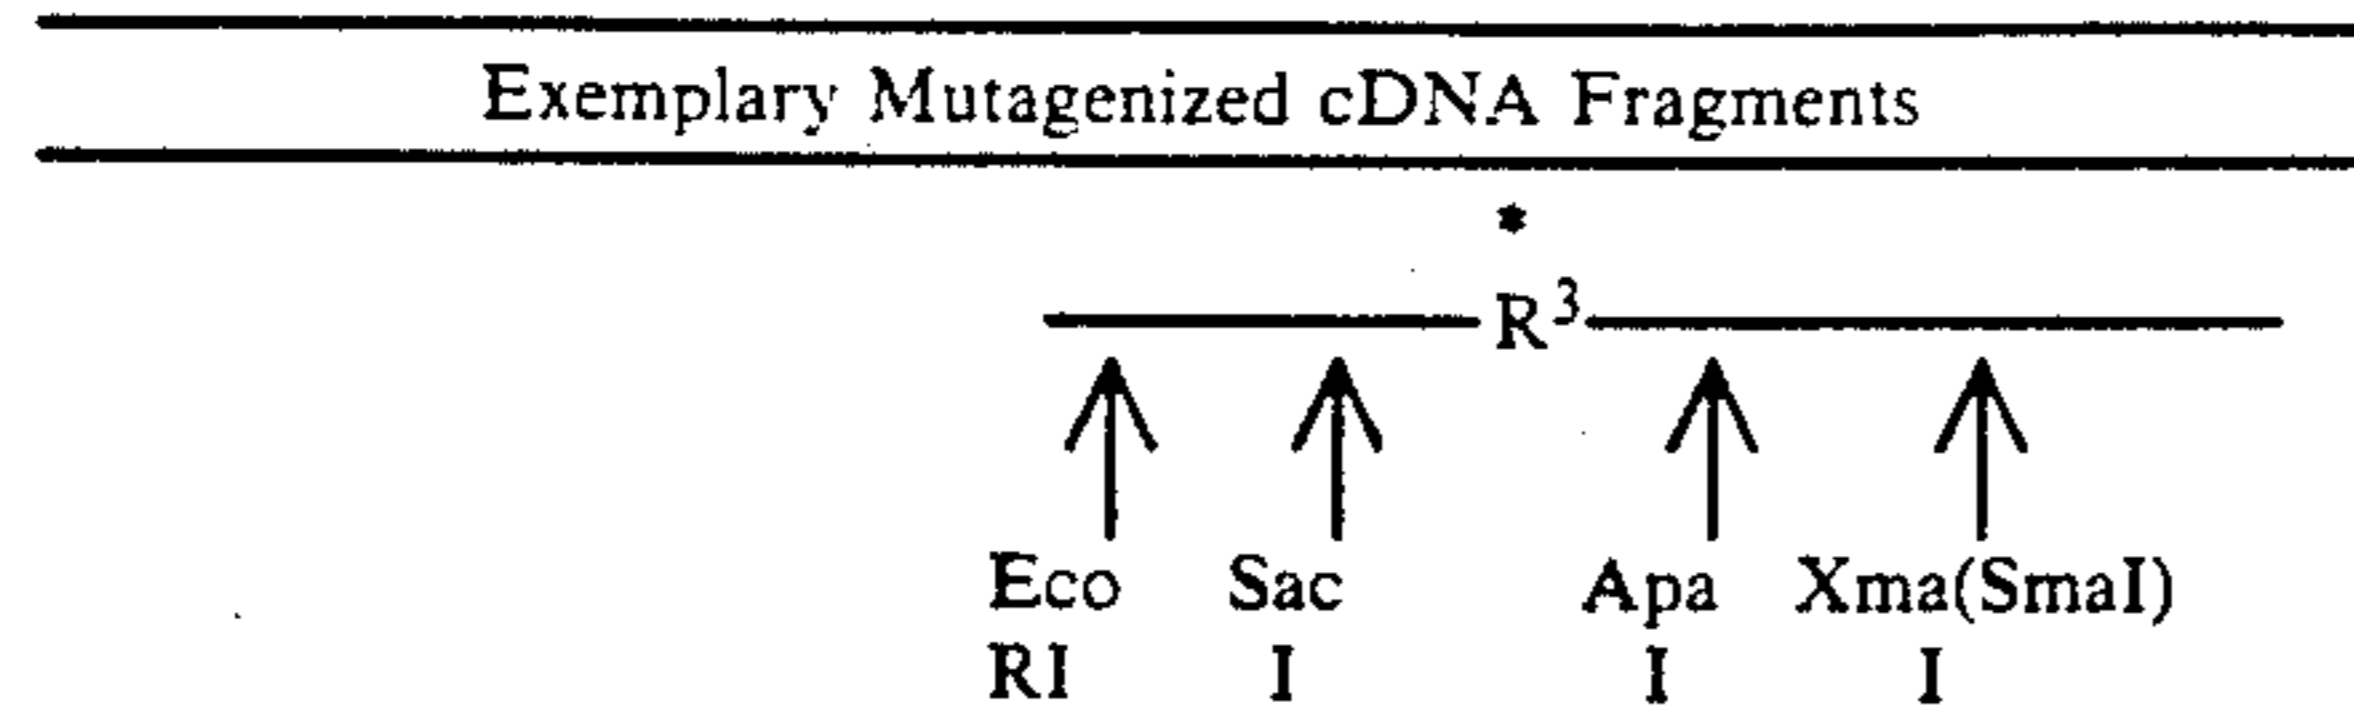 Exemplary Mutagenized cDNA Fragments
*
R³
Eco Sac Apa Xma(SmaI)
RI I I I